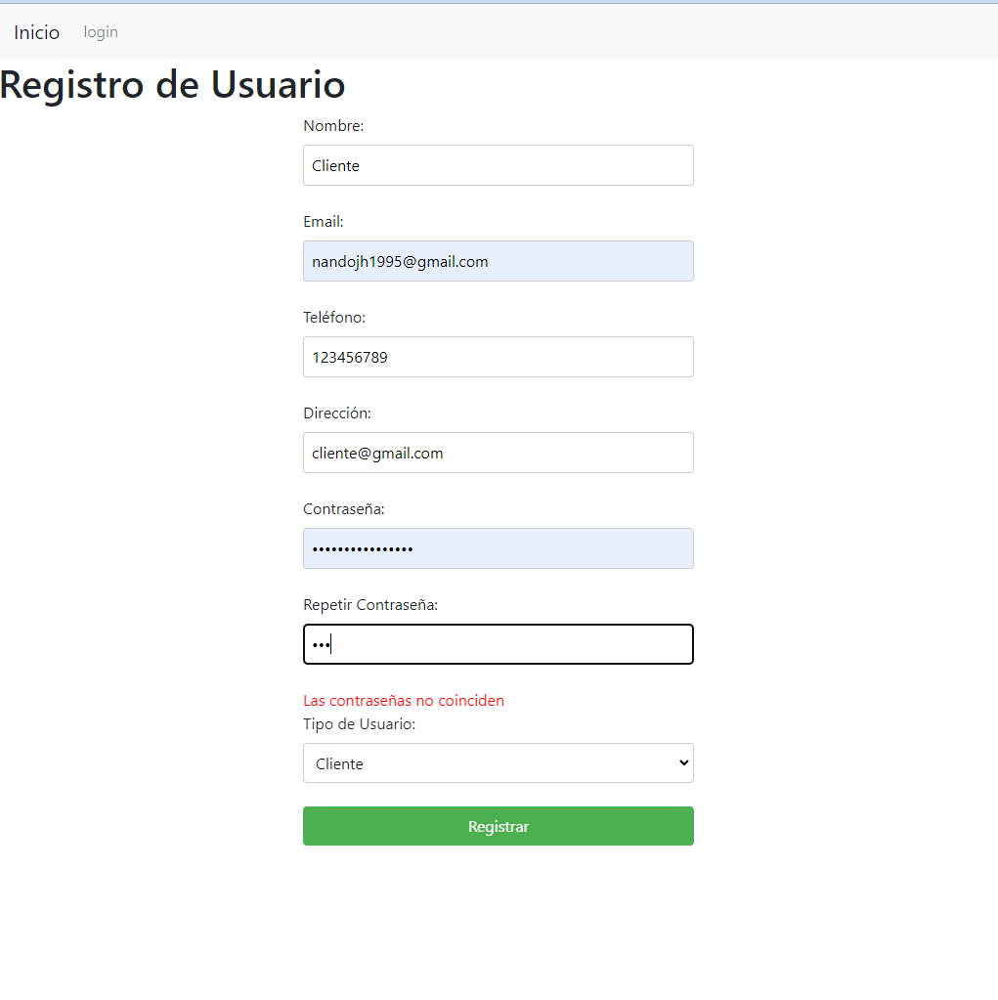 Inicio login
Registro de Usuario
Nombre:
Cliente
Email:
nandojh1995@gmail.com
Teléfono:
123456789
Dirección:
cliente@gmail.com
Contraseña:
••••••••••••••••
Repetir Contraseña:
•••
Las contraseñas no coinciden
Tipo de Usuario:
Cliente
Registrar